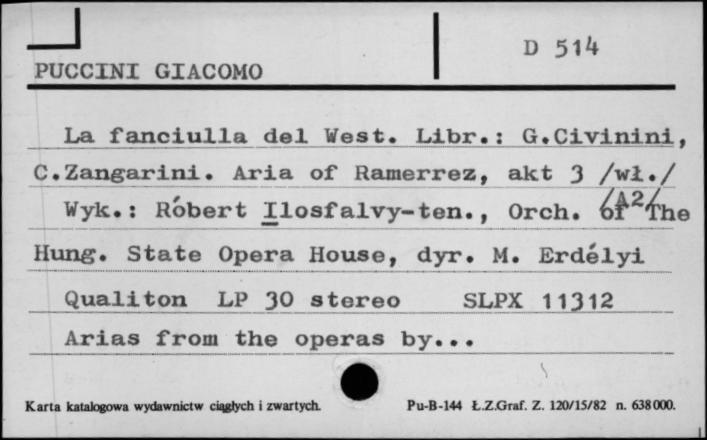 D 514
PUCCINI GIACOMO
La fanciulla del West. Libr.: G.Civinini,
C.Zangarini. Aria of Ramerrez, akt 3 /wł./
/A2/
Wyk.: Róbert Ilosfalvy-ten., Orch. of The
Hung. State Opera House, dyr. M. Erdélyi
Qualiton LP 30 stereo SLPX 11312
Arias from the operas by...
Karta katalogowa wydawnictw ciągłych i zwartych. Pu-B-144 Ł.Z.Graf. Z. 120/15/82 n. 638000.